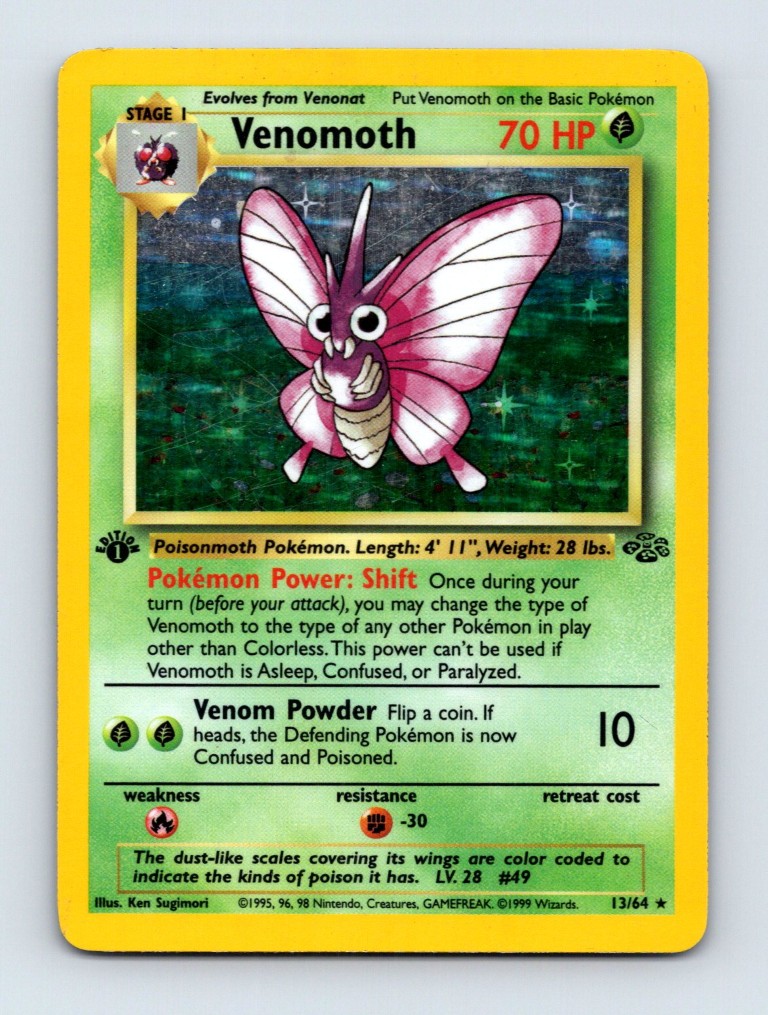 Evolves from Venonat Put Venomoth on the Basic Pokémon
STAGE 1
Venomoth 70 HP
EDITION 1
Poisonmoth Pokémon. Length: 4' 11", Weight: 28 lbs.
Pokémon Power: Shift Once during your
turn (before your attack), you may change the type of
Venomoth to the type of any other Pokémon in play
other than Colorless. This power can't be used if
Venomoth is Asleep, Confused, or Paralyzed.
Venom Powder Flip a coin. If
heads, the Defending Pokémon is now
Confused and Poisoned.
10
weakness resistance retreat cost
-30
The dust-like scales covering its wings are color coded to
indicate the kinds of poison it has. LV. 28 #49
Illus. Ken Sugimori ©1995, 96, 98 Nintendo, Creatures, GAMEFREAK. ©1999 Wizards. 13/64 ★